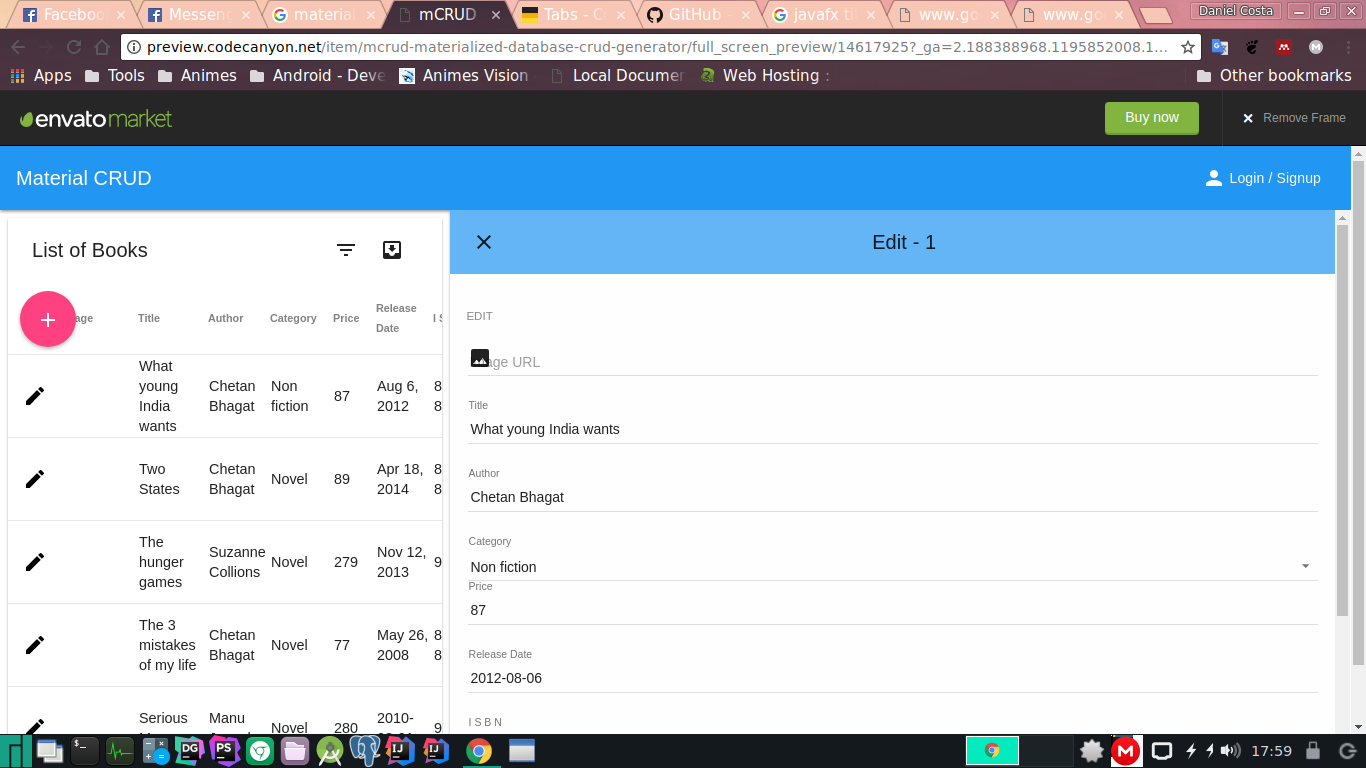 Facebo
Messen
material
mCRUD
Tabs - C
GitHub -
javafx ti
www.go
www.go
Daniel Costa
preview.codecanyon.net/item/mcrud-materialized-database-crud-generator/full_screen_preview/14617925?_ga=2.188388968.1195852008.1...
Apps
Tools
Animes
Android - Deve
Animes Vision
Local Documen
Web Hosting :
Other bookmarks
envatomarket
Buy now
Remove Frame
Material CRUD
Login / Signup
List of Books
Edit - 1
age
Title
Author
Category
Price
Release
Date
I S
EDIT
age URL
What
young
India
wants
Chetan
Bhagat
Non
fiction
87
Aug 6,
2012
8
8
Title
What young India wants
Two
States
Chetan
Bhagat
Novel
89
Apr 18,
2014
8
8
Author
Chetan Bhagat
The
hunger
games
Suzanne
Collions
Novel
279
Nov 12,
2013
9
Category
Non fiction
Price
87
The 3
mistakes
of my life
Chetan
Bhagat
Novel
77
May 26,
2008
8
8
Release Date
2012-08-06
Serious
Manu
Novel
280
2010-
9
I S B N
$_
DG
PS
IJ
IJ
M
17:59